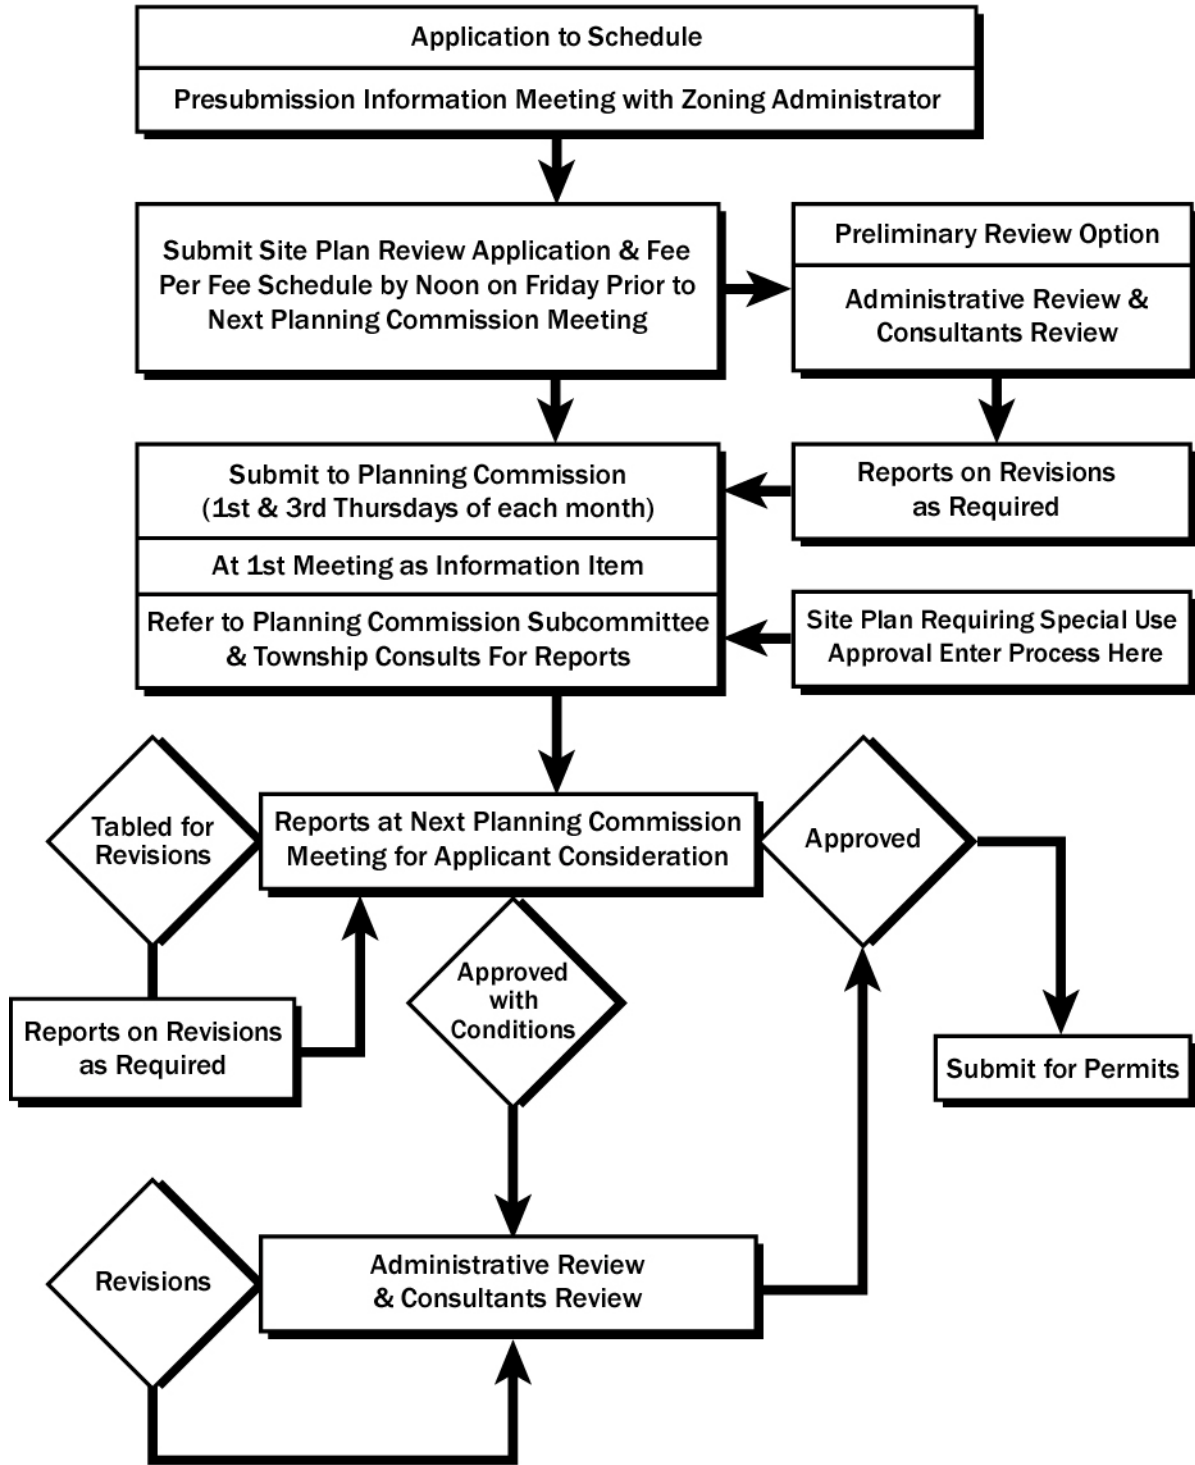 Application to Schedule
Presubmission Information Meeting with Zoning Administrator
Submit Site Plan Review Application & Fee
Per Fee Schedule by Noon on Friday Prior to
Next Planning Commission Meeting
Preliminary Review Option
Administrative Review &
Consultants Review
Submit to Planning Commission
(1st & 3rd Thursdays of each month)
At 1st Meeting as Information Item
Refer to Planning Commission Subcommittee
& Township Consults For Reports
Reports on Revisions
as Required
Site Plan Requiring Special Use
Approval Enter Process Here
Tabled for
Revisions
Reports at Next Planning Commission
Meeting for Applicant Consideration
Approved
Approved
with
Conditions
Reports on Revisions
as Required
Submit for Permits
Revisions
Administrative Review
& Consultants Review